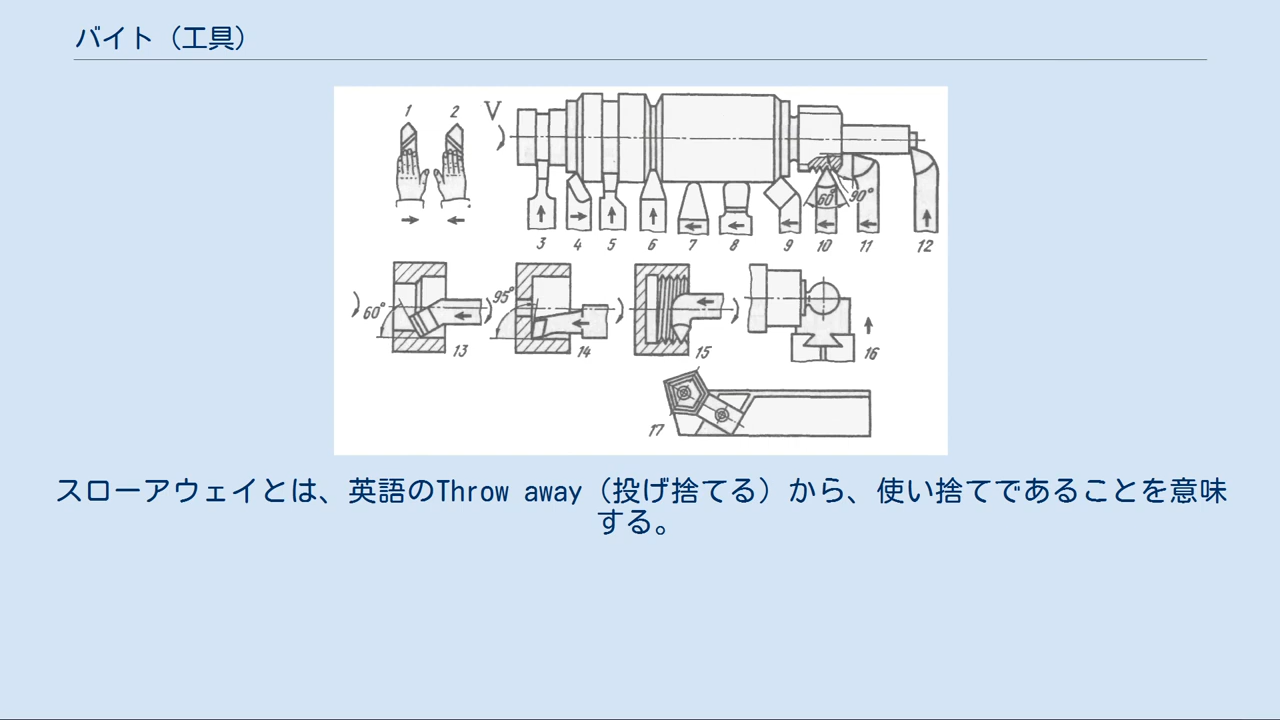 バイト（工具）
1 2 V
60° 90°
3 4 5 6 7 8 9 10 11 12
60° 95°
13 14 15 16
17
スローアウェイとは、英語のThrow away（投げ捨てる）から、使い捨てであることを意味
する。